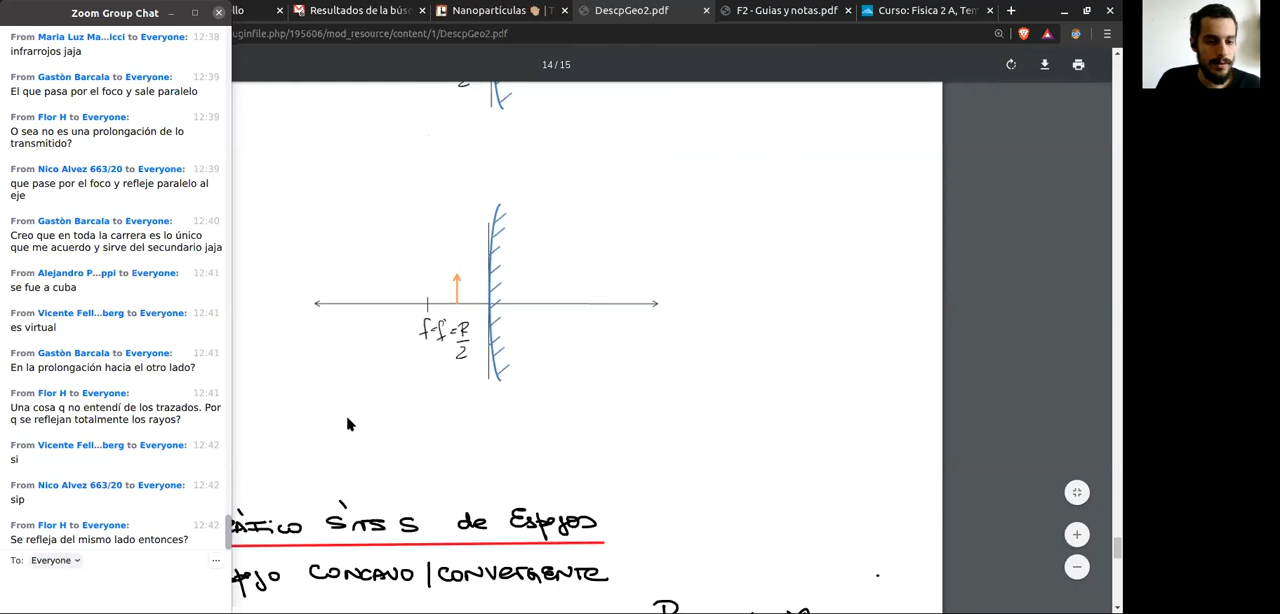 Zoom Group Chat
From Maria Luz Ma...icci to Everyone: 12:38
infrarrojos jaja
From Gastòn Barcala to Everyone: 12:39
El que pasa por el foco y sale paralelo
From Flor H to Everyone: 12:39
O sea no es una prolongación de lo
transmitido?
From Nico Alvez 663/20 to Everyone: 12:39
que pase por el foco y refleje paralelo al
eje
From Gastòn Barcala to Everyone: 12:40
Creo que en toda la carrera es lo único
que me acuerdo y sirve del secundario jaja
From Alejandro P...ppi to Everyone: 12:41
se fue a cuba
From Vicente Fell...berg to Everyone: 12:41
es virtual
From Gastòn Barcala to Everyone: 12:41
En la prolongación hacia el otro lado?
From Flor H to Everyone: 12:41
Una cosa q no entendí de los trazados. Por
q se reflejan totalmente los rayos?
From Vicente Fell...berg to Everyone: 12:42
si
From Nico Alvez 663/20 to Everyone: 12:42
sip
From Flor H to Everyone: 12:42
Se refleja del mismo lado entonces?
To: Everyone
llo
Resultados de la bús
Nanopartículas
DescpGeo2.pdf
F2 - Guias y notas.pdf
Curso: Fisica 2 A, Tem
uginfile.php/195606/mod_resource/content/1/DescpGeo2.pdf
14 / 15
2
f=f'=R
2
de Espejos
CONCAVO | CONVERGENTE